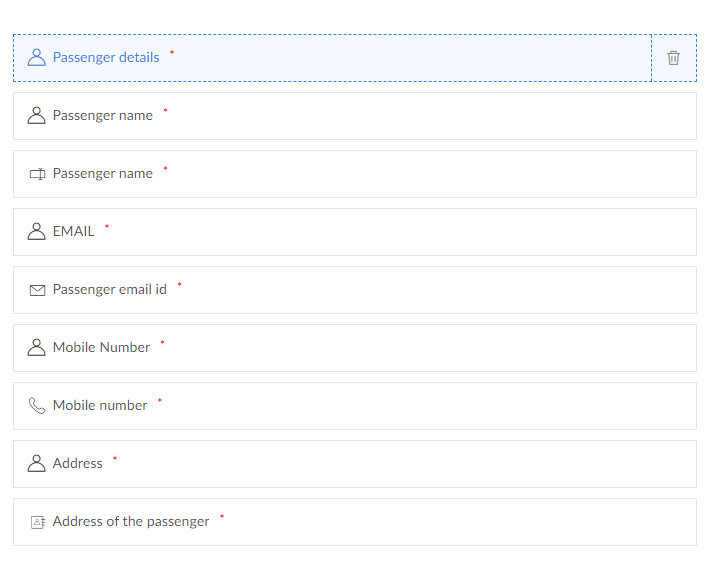 Passenger details *
Passenger name *
Passenger name *
EMAIL *
Passenger email id *
Mobile Number *
Mobile number *
Address *
Address of the passenger *